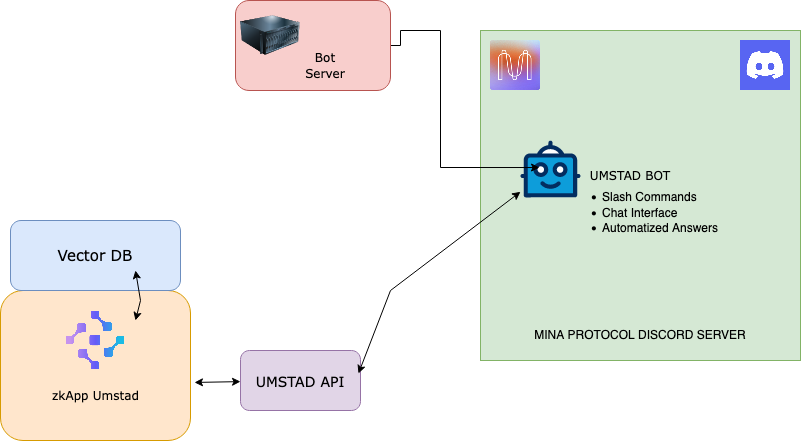 Bot
Server
UMSTAD BOT
Slash Commands
Chat Interface
Automatized Answers
MINA PROTOCOL DISCORD SERVER
Vector DB
zkApp Umstad
UMSTAD API